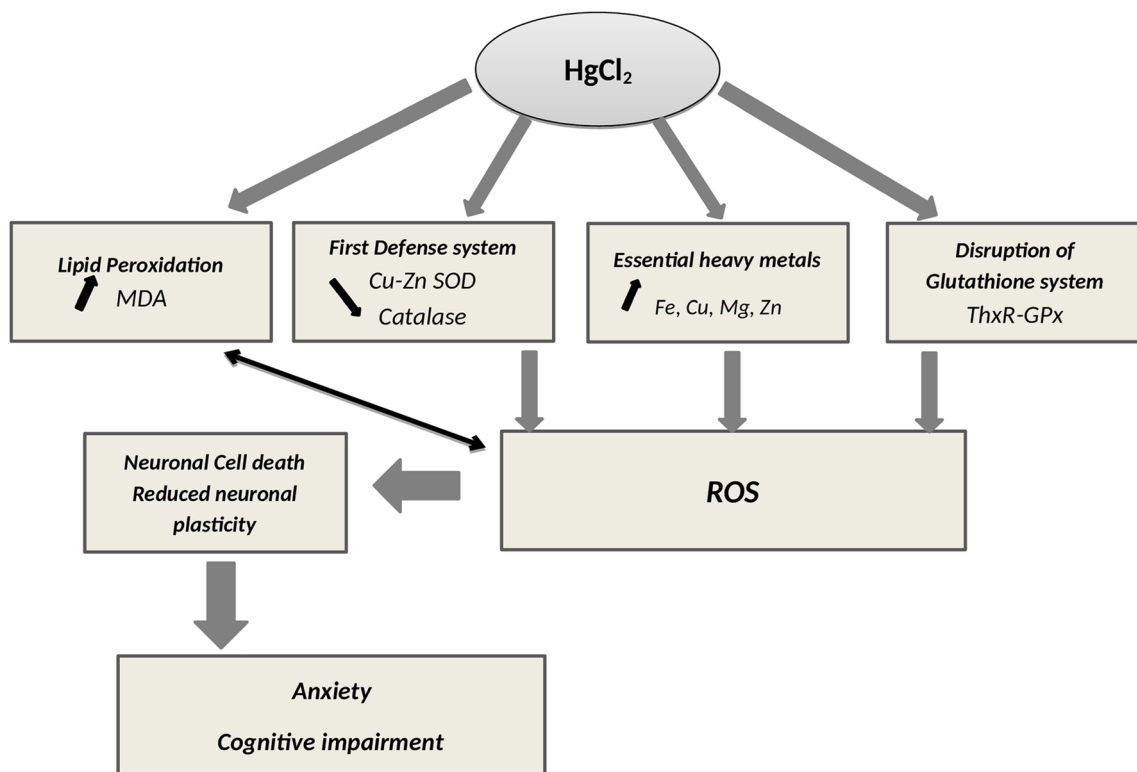 HgCl₂
Lipid Peroxidation
MDA
First Defense system
Cu-Zn SOD
Catalase
Essential heavy metals
Fe, Cu, Mg, Zn
Disruption of
Glutathione system
ThxR-GPx
ROS
Neuronal Cell death
Reduced neuronal
plasticity
Anxiety
Cognitive impairment